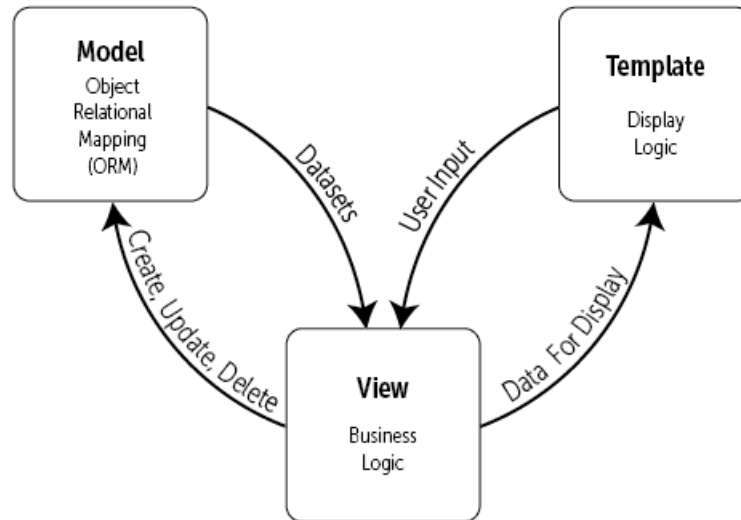 Model
Object
Relational
Mapping
(ORM)
Template
Display
Logic
Datasets
User Input
Create, Update, Delete
Data For Display
View
Business
Logic